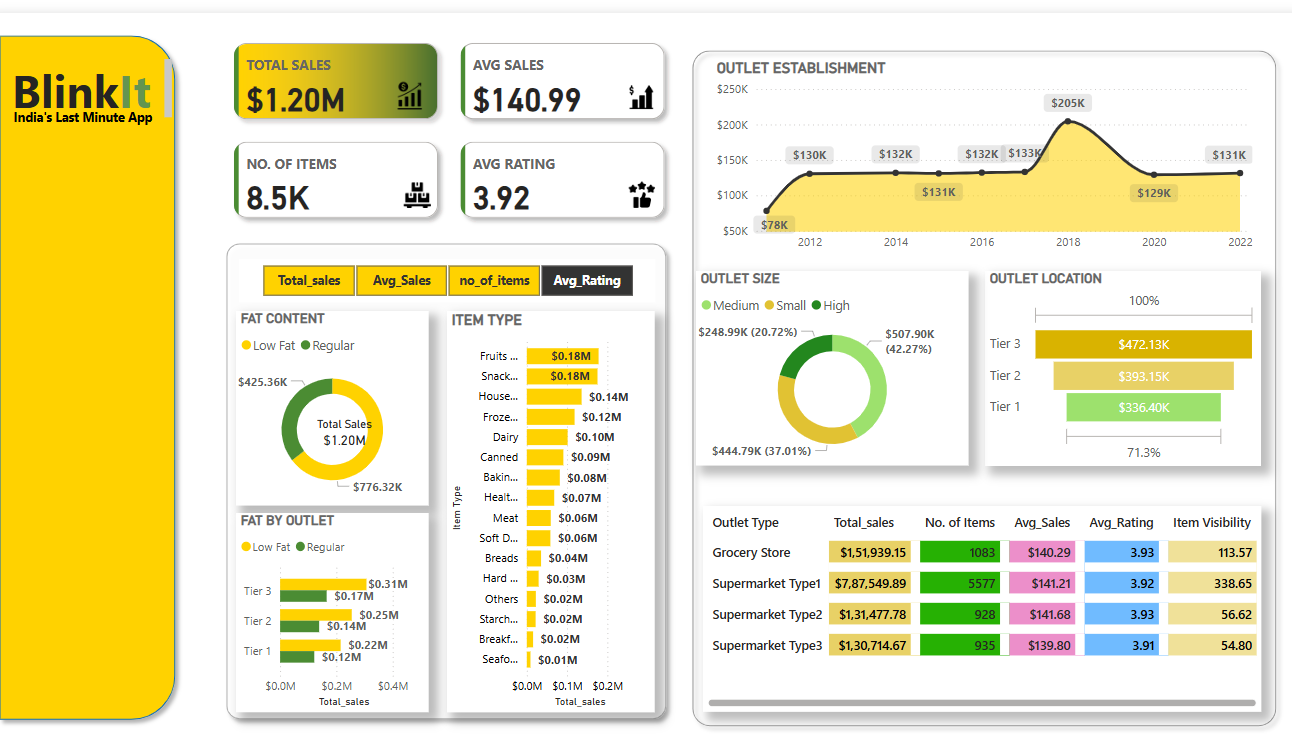 BlinkIt
India's Last Minute App
TOTAL SALES
$1.20M
AVG SALES
$140.99
NO. OF ITEMS
8.5K
AVG RATING
3.92
Total_sales Avg_Sales no_of_items Avg_Rating
FAT CONTENT
Low Fat Regular
$425.36K
Total Sales
$1.20M
$776.32K
FAT BY OUTLET
Low Fat Regular
Tier 3 $0.31M
$0.17M
Tier 2 $0.25M
$0.14M
Tier 1 $0.22M
$0.12M
$0.0M $0.2M $0.4M
Total_sales
ITEM TYPE
Item Type
Fruits ... $0.18M
Snack... $0.18M
House... $0.14M
Froze... $0.12M
Dairy $0.10M
Canned $0.09M
Bakin... $0.08M
Healt... $0.07M
Meat $0.06M
Soft D... $0.06M
Breads $0.04M
Hard ... $0.03M
Others $0.02M
Starch... $0.02M
Breakf... $0.02M
Seafo... $0.01M
$0.0M $0.1M $0.2M
Total_sales
OUTLET ESTABLISHMENT
$250K
$200K
$150K
$100K
$50K
$78K
$130K
$132K
$131K
$132K
$133K
$205K
$129K
$131K
2012 2014 2016 2018 2020 2022
OUTLET SIZE
Medium Small High
$248.99K (20.72%)
$507.90K
(42.27%)
$444.79K (37.01%)
OUTLET LOCATION
100%
Tier 3 $472.13K
Tier 2 $393.15K
Tier 1 $336.40K
71.3%
Outlet Type Total_sales No. of Items Avg_Sales Avg_Rating Item Visibility
Grocery Store $1,51,939.15 1083 $140.29 3.93 113.57
Supermarket Type1 $7,87,549.89 5577 $141.21 3.92 338.65
Supermarket Type2 $1,31,477.78 928 $141.68 3.93 56.62
Supermarket Type3 $1,30,714.67 935 $139.80 3.91 54.80